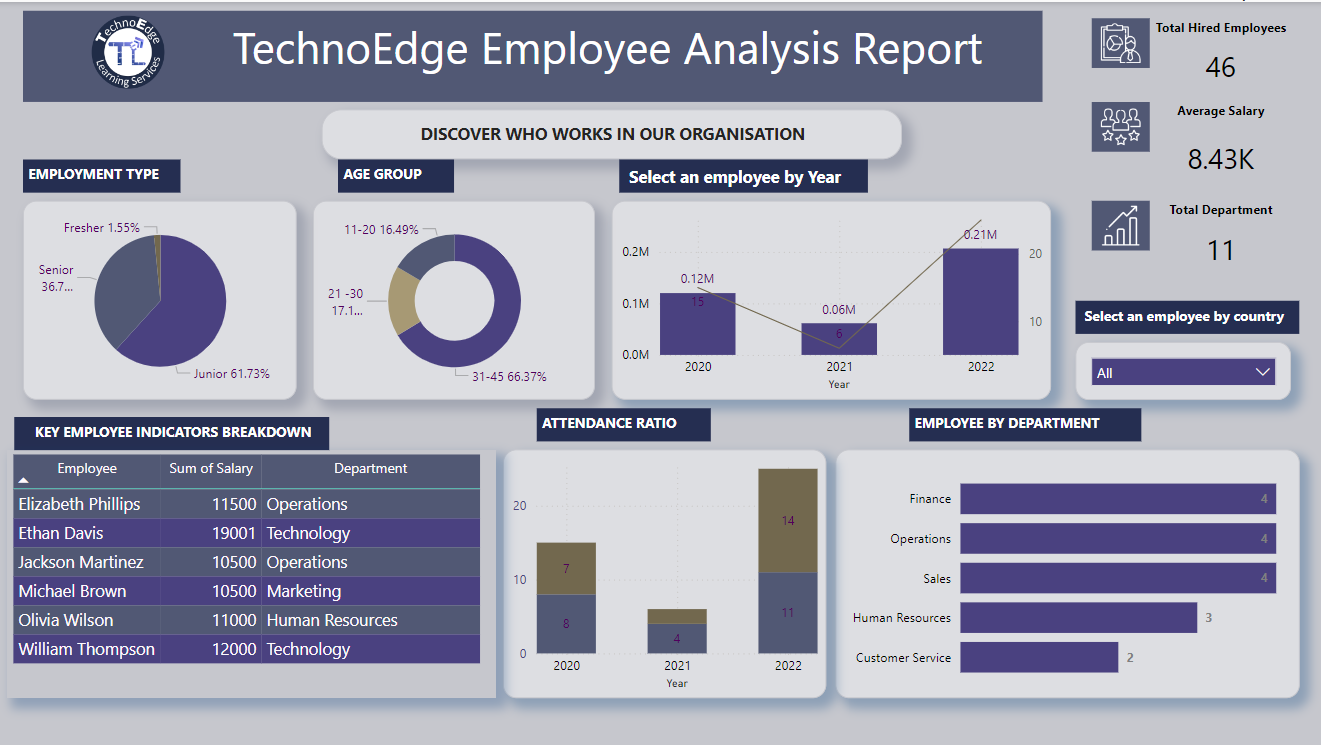 TechnoEdge
Learning Services
TL
TechnoEdge Employee Analysis Report
Total Hired Employees
46
Average Salary
8.43K
Total Department
11
DISCOVER WHO WORKS IN OUR ORGANISATION
EMPLOYMENT TYPE
Fresher 1.55%
Senior
36.7...
Junior 61.73%
AGE GROUP
11-20 16.49%
21 -30
17.1...
31-45 66.37%
Select an employee by Year
0.2M
0.1M
0.0M
0.12M
15
0.06M
6
0.21M
20
10
2020 2021 2022
Year
Select an employee by country
All
KEY EMPLOYEE INDICATORS BREAKDOWN
Employee Sum of Salary Department
Elizabeth Phillips 11500 Operations
Ethan Davis 19001 Technology
Jackson Martinez 10500 Operations
Michael Brown 10500 Marketing
Olivia Wilson 11000 Human Resources
William Thompson 12000 Technology
ATTENDANCE RATIO
20
10
0
7
8
4
14
11
2020 2021 2022
Year
EMPLOYEE BY DEPARTMENT
Finance 4
Operations 4
Sales 4
Human Resources 3
Customer Service 2